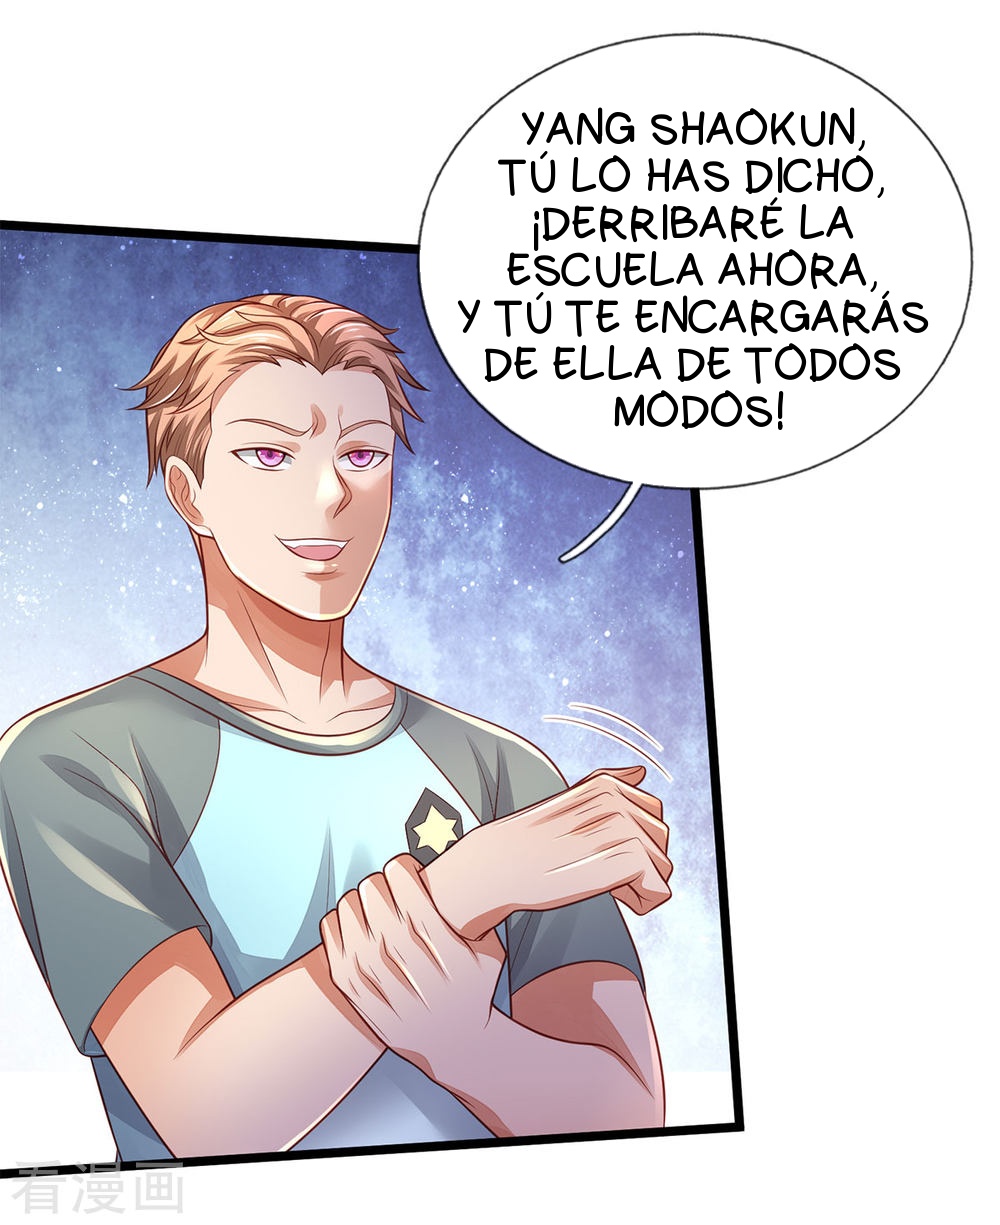 YANG SHAOKUN,
TÚ LO HAS DICHO,
¡DERRIBARÉ LA
ESCUELA AHORA,
Y TÚ TE ENCARGARÁS
DE ELLA DE TODOS
MODOS!
看漫画